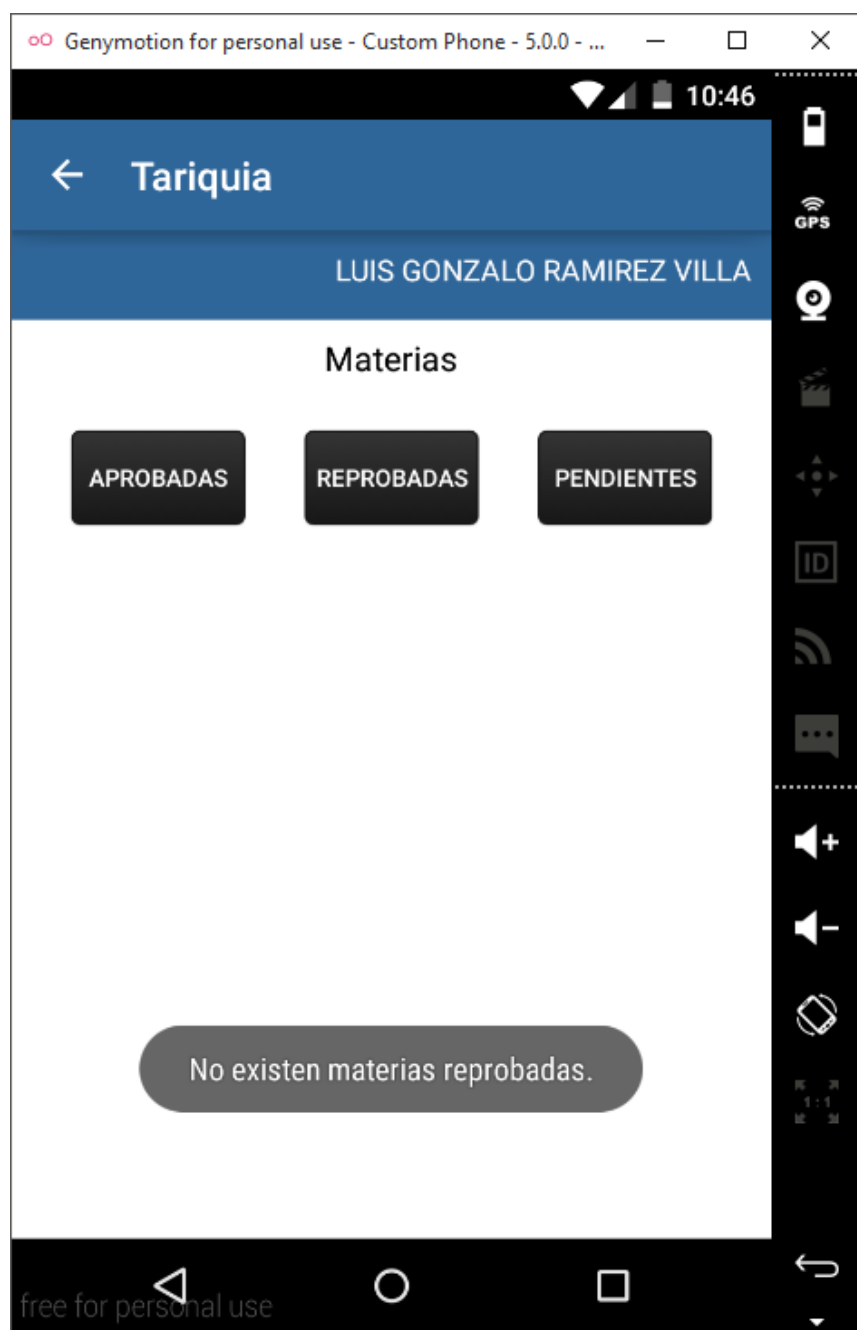 Genymotion for personal use - Custom Phone - 5.0.0 - ...
10:46
Tariquia
GPS
LUIS GONZALO RAMIREZ VILLA
Materias
APROBADAS REPROBADAS PENDIENTES
ID
No existen materias reprobadas.
1:1
free for personal use